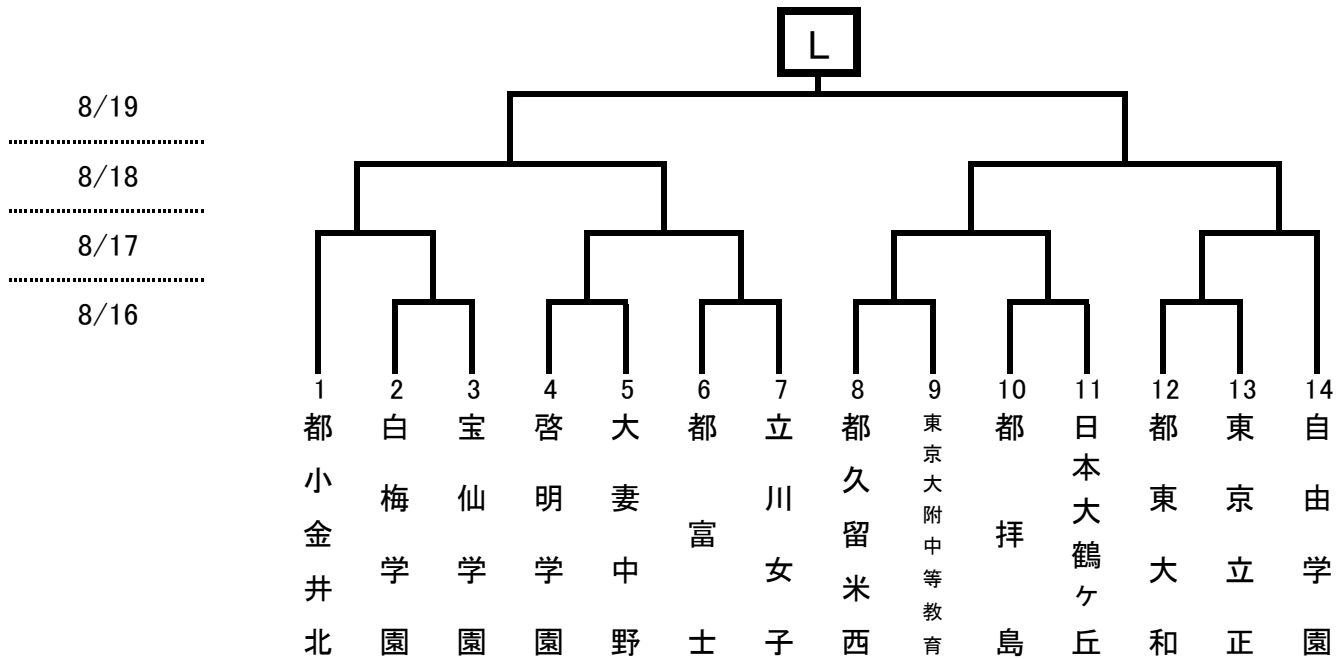 L
8/19
8/18
8/17
8/16
1
2
3
4
5
6
7
8
9
10
11
12
13
14
都小金井北
白梅学園
宝仙学園
啓明学園
大妻中野
都富士
立川女子
都久留米西
東京大附中等教育
都拝島
日本大鶴ヶ丘
都東大和
東京立正
自由学園